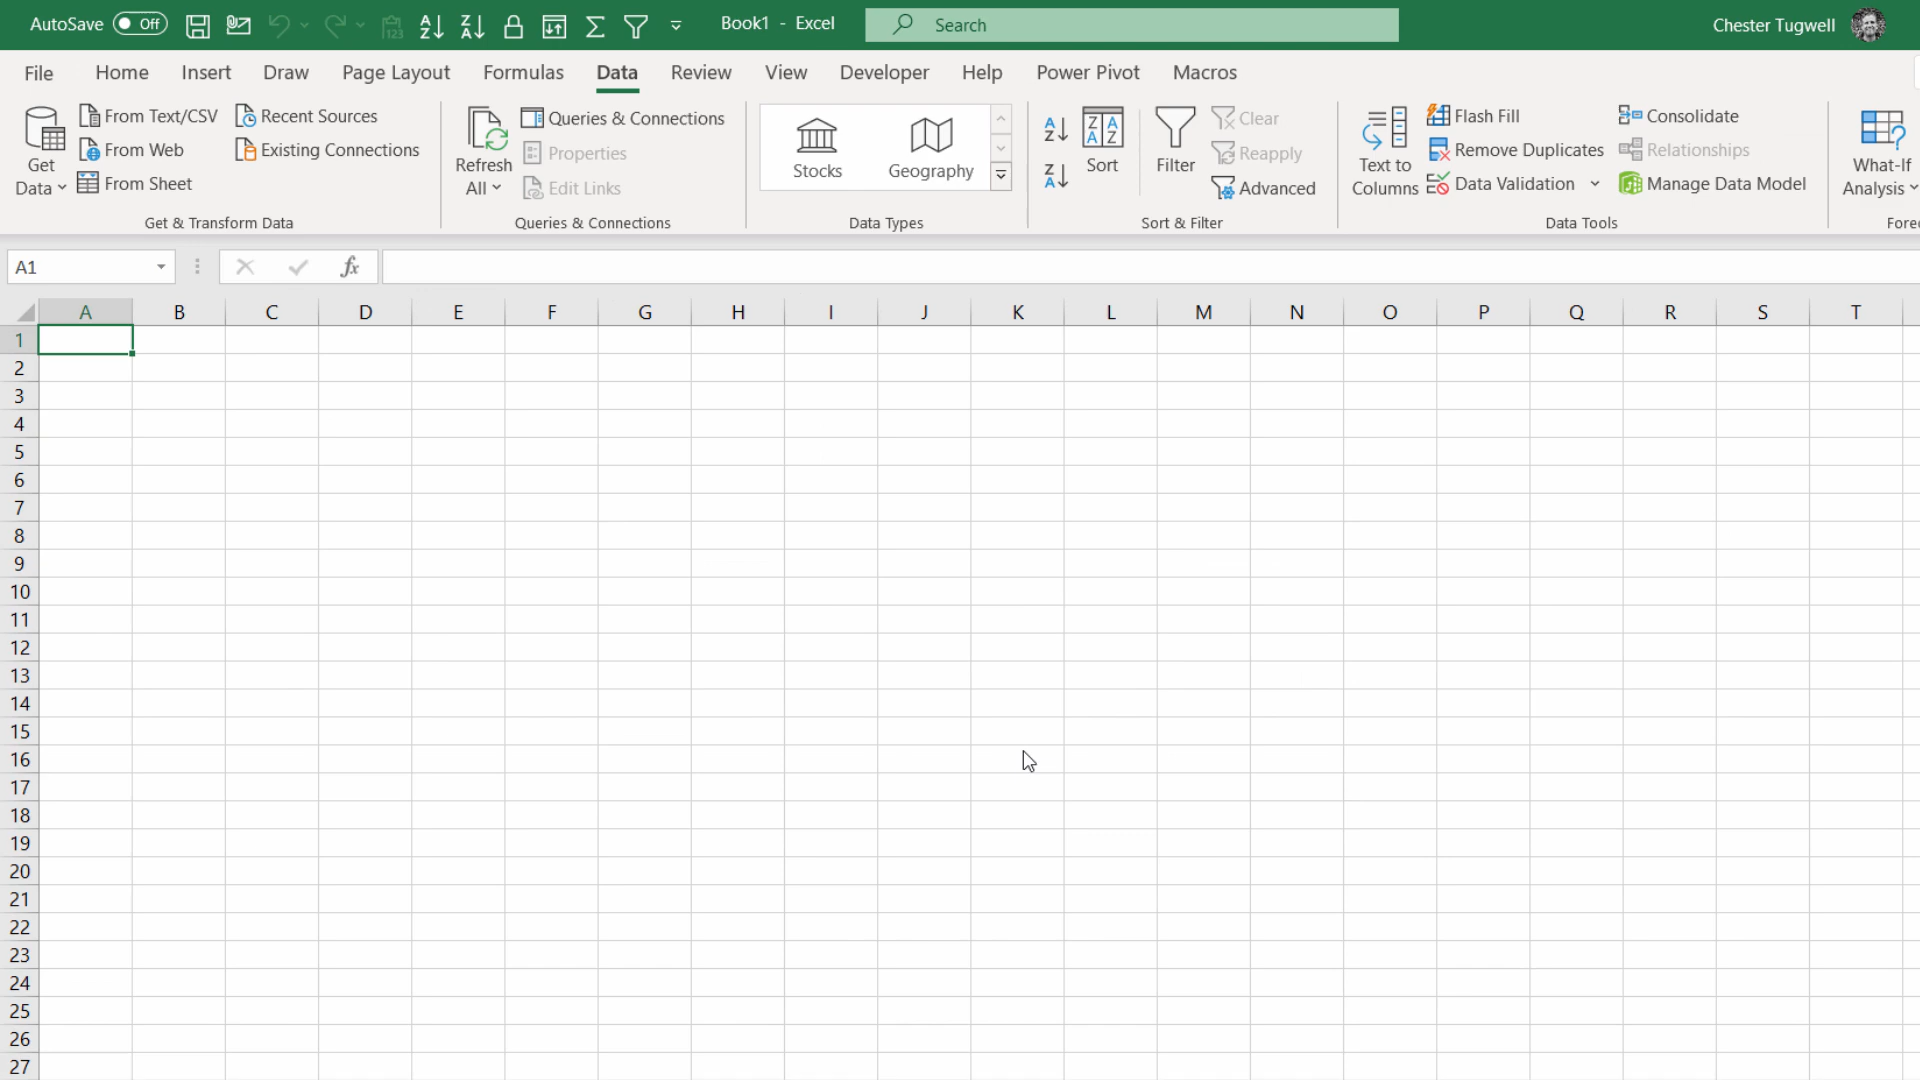 AutoSave Off Book1 - Excel Search Chester Tugwell
File Home Insert Draw Page Layout Formulas Data Review View Developer Help Power Pivot Macros
Get Data
From Text/CSV
From Web
From Sheet
Recent Sources
Existing Connections
Get & Transform Data
Refresh
All
Queries & Connections
Properties
Edit Links
Queries & Connections
Stocks
Geography
Data Types
Sort
Filter
Clear
Reapply
Advanced
Sort & Filter
Text to
Columns
Flash Fill
Remove Duplicates
Data Validation
Consolidate
Relationships
Manage Data Model
Data Tools
What-If
Analysis
A1
fx
A B C D E F G H I J K L M N O P Q R S T
1
2
3
4
5
6
7
8
9
10
11
12
13
14
15
16
17
18
19
20
21
22
23
24
25
26
27